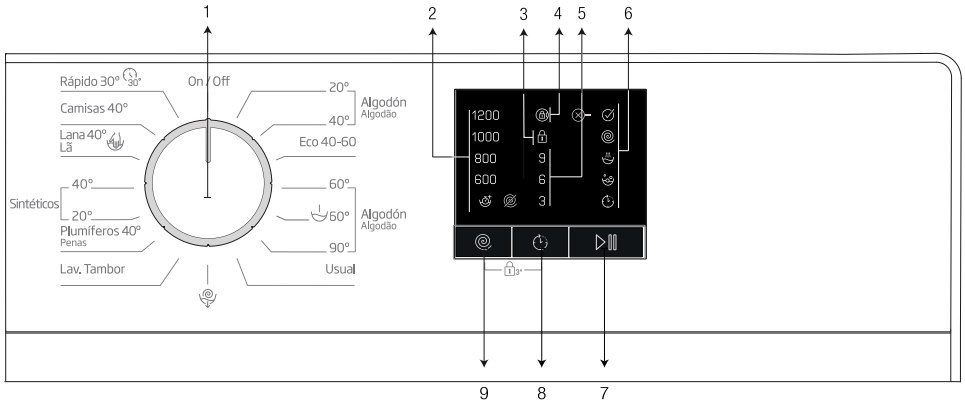 1
2
3
4
5
6
Rápido 30° 30°
On / Off
20°
Algodón
Algodão
40°
Camisas 40°
Lana 40°
Lã
Eco 40-60
Sintéticos
40°
20°
60°
60°
Algodón
Algodão
90°
Plumíferos 40°
Penas
Lav. Tambor
Usual
1200
1000
800
600
9
6
3
3"
9
8
7